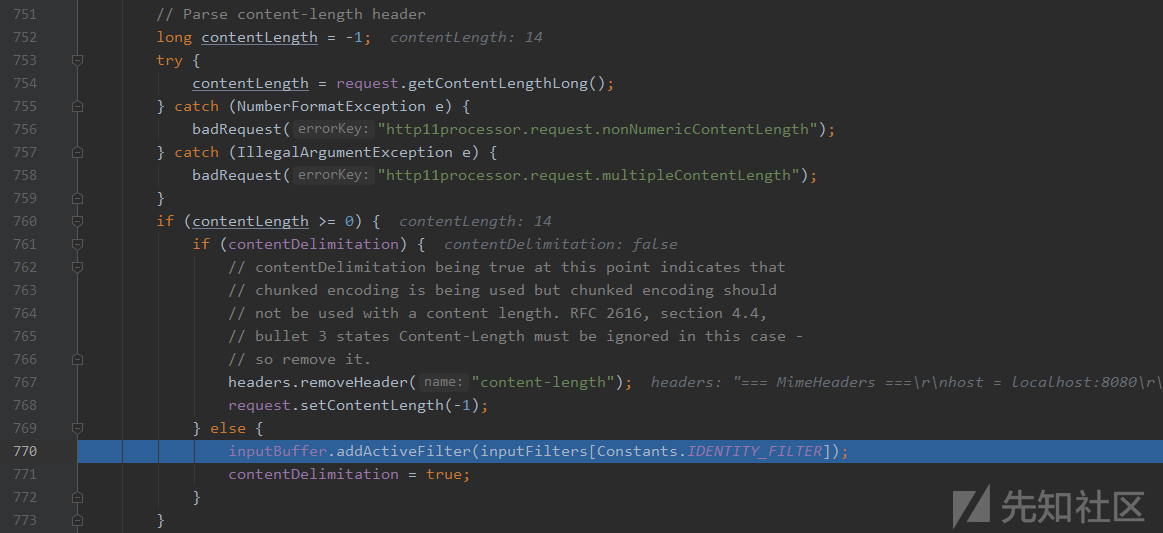 751 // Parse content-length header
752 long contentLength = -1; contentLength: 14
753 try {
754 contentLength = request.getContentLengthLong();
755 } catch (NumberFormatException e) {
756 badRequest( errorKey: "http11processor.request.nonNumericContentLength");
757 } catch (IllegalArgumentException e) {
758 badRequest( errorKey: "http11processor.request.multipleContentLength");
759 }
760 if (contentLength >= 0) { contentLength: 14
761 if (contentDelimitation) { contentDelimitation: false
762 // contentDelimitation being true at this point indicates that
763 // chunked encoding is being used but chunked encoding should
764 // not be used with a content length. RFC 2616, section 4.4,
765 // bullet 3 states Content-Length must be ignored in this case -
766 // so remove it.
767 headers.removeHeader( name: "content-length"); headers: "=== MimeHeaders ===\r\nhost = localhost:8080\r\
768 request.setContentLength(-1);
769 } else {
770 inputBuffer.addActiveFilter(inputFilters[Constants.IDENTITY_FILTER]);
771 contentDelimitation = true;
772 }
773 }
先知社区